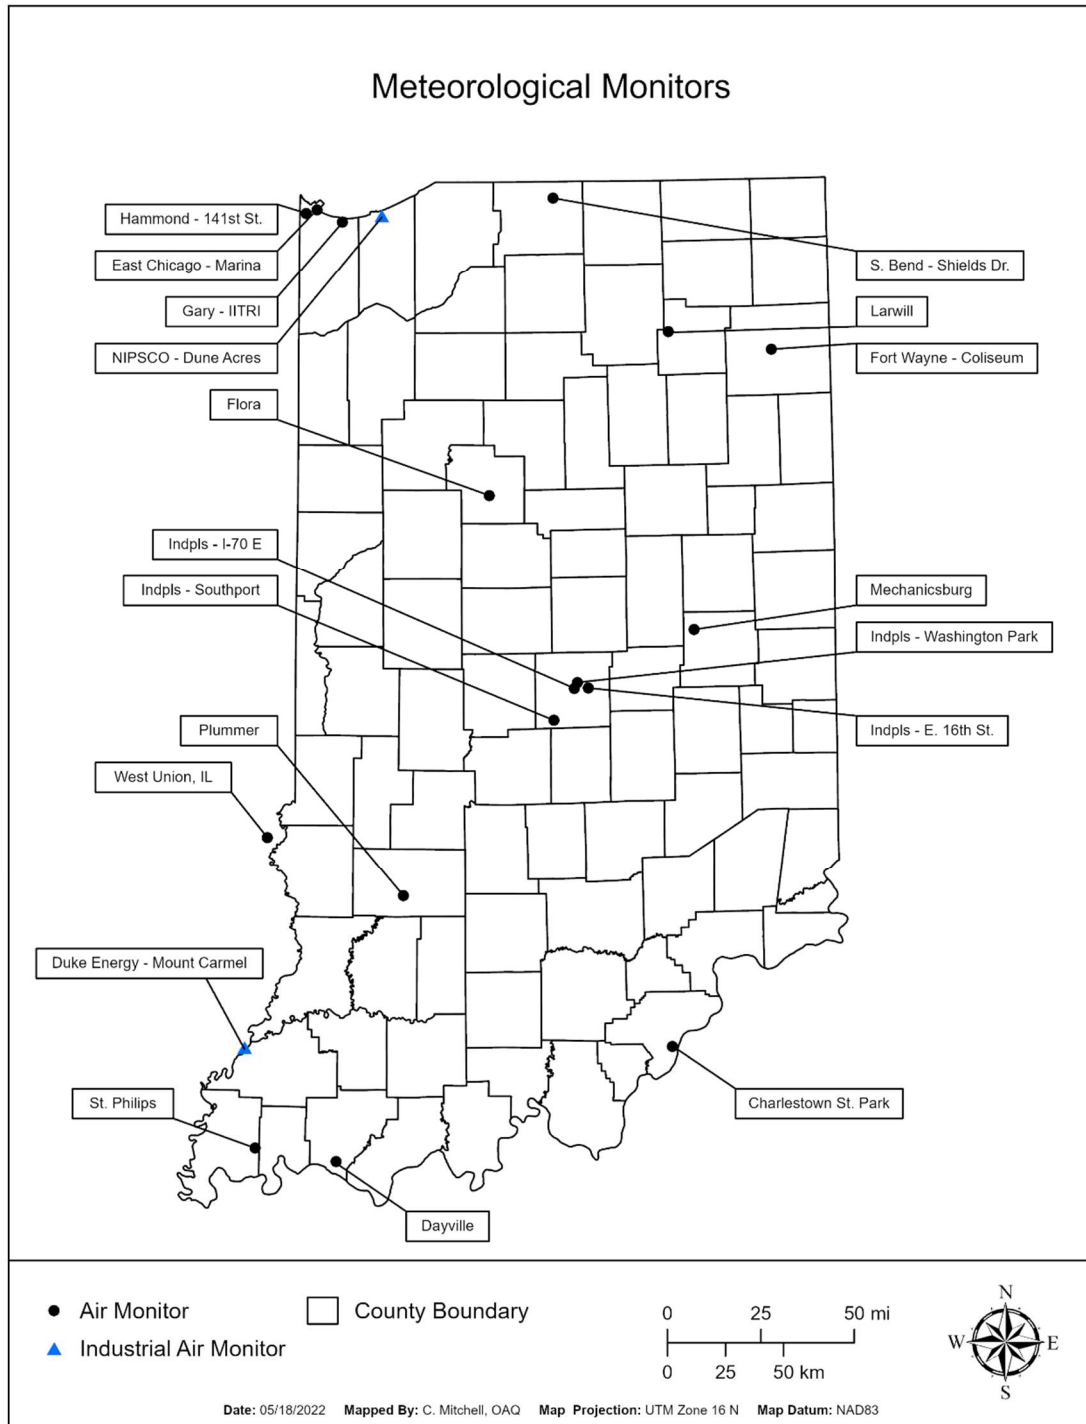 Meteorological Monitors
Hammond - 141st St.
East Chicago - Marina
S. Bend - Shields Dr.
Gary - IITRI
Larwill
NIPSCO - Dune Acres
Fort Wayne - Coliseum
Flora
Indpls - I-70 E
Indpls - Southport
Mechanicsburg
Indpls - Washington Park
Plummer
Indpls - E. 16th St.
West Union, IL
Duke Energy - Mount Carmel
St. Philips
Charlestown St. Park
Dayville
Air Monitor
County Boundary
Industrial Air Monitor
0 25 50 mi
0 25 50 km
N
W E
S
Date: 05/18/2022 Mapped By: C. Mitchell, OAQ Map Projection: UTM Zone 16 N Map Datum: NAD83